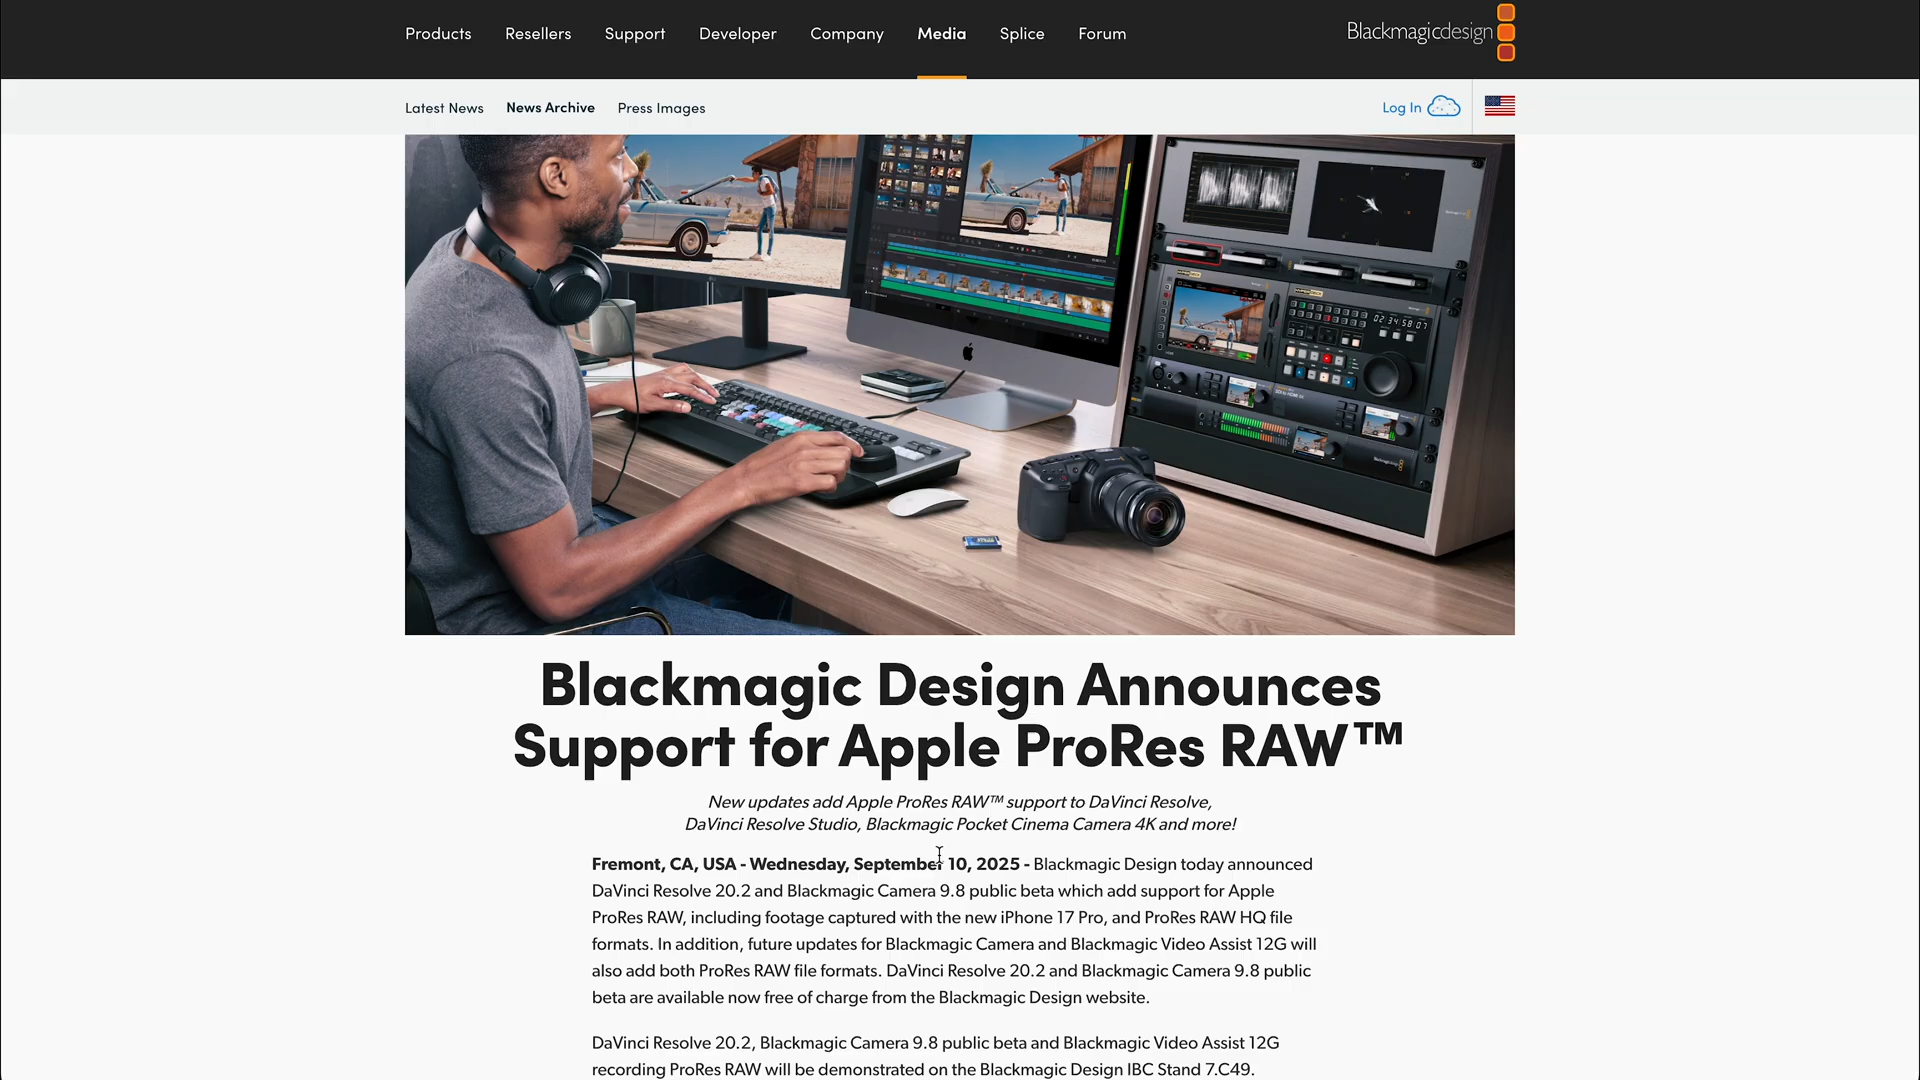 Products Resellers Support Developer Company Media Splice Forum Blackmagicdesign
Latest News News Archive Press Images Log In
02:34:58:07
Blackmagic Design Announces
Support for Apple ProRes RAW™
New updates add Apple ProRes RAW™ support to DaVinci Resolve,
DaVinci Resolve Studio, Blackmagic Pocket Cinema Camera 4K and more!
Fremont, CA, USA - Wednesday, September 10, 2025 - Blackmagic Design today announced
DaVinci Resolve 20.2 and Blackmagic Camera 9.8 public beta which add support for Apple
ProRes RAW, including footage captured with the new iPhone 17 Pro, and ProRes RAW HQ file
formats. In addition, future updates for Blackmagic Camera and Blackmagic Video Assist 12G will
also add both ProRes RAW file formats. DaVinci Resolve 20.2 and Blackmagic Camera 9.8 public
beta are available now free of charge from the Blackmagic Design website.
DaVinci Resolve 20.2, Blackmagic Camera 9.8 public beta and Blackmagic Video Assist 12G
recording ProRes RAW will be demonstrated on the Blackmagic Design IBC Stand 7.C49.